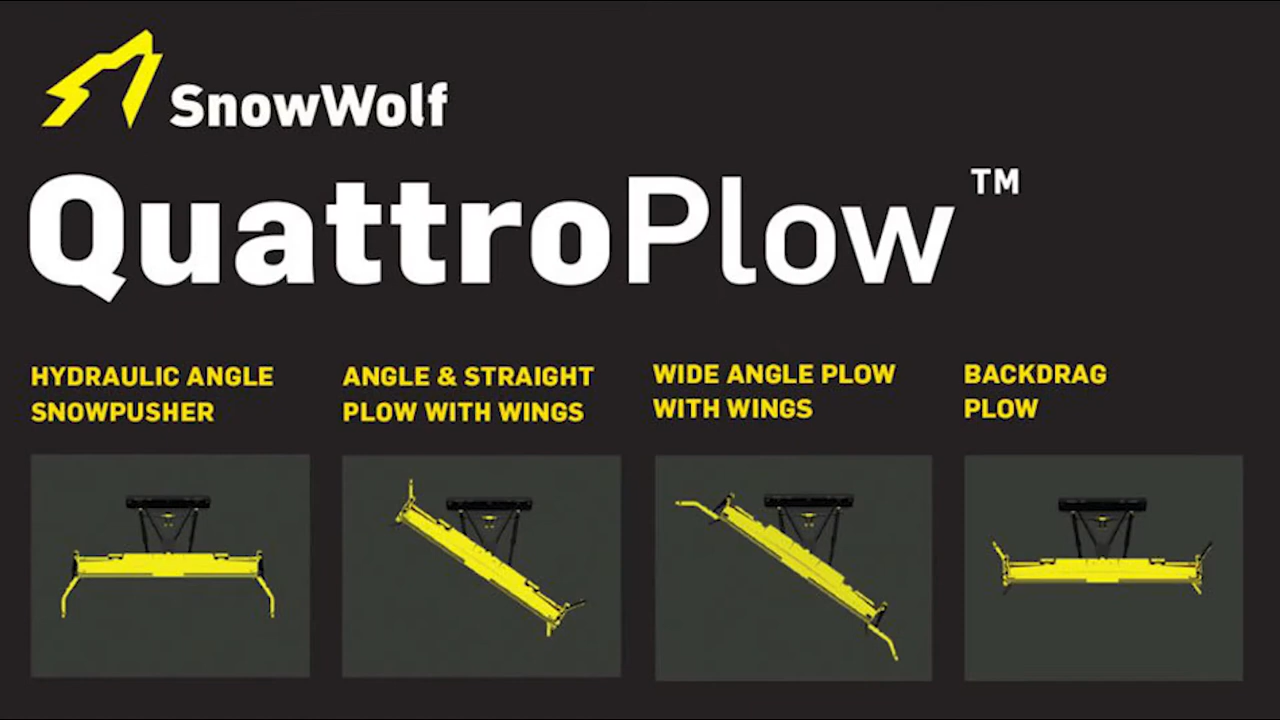 SnowWolf
QuattroPlow™
HYDRAULIC ANGLE
SNOWPUSHER
ANGLE & STRAIGHT
PLOW WITH WINGS
WIDE ANGLE PLOW
WITH WINGS
BACKDRAG
PLOW